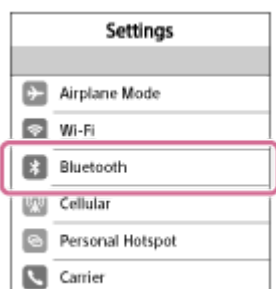 Settings
Airplane Mode
Wi-Fi
Bluetooth
Cellular
Personal Hotspot
Carrier